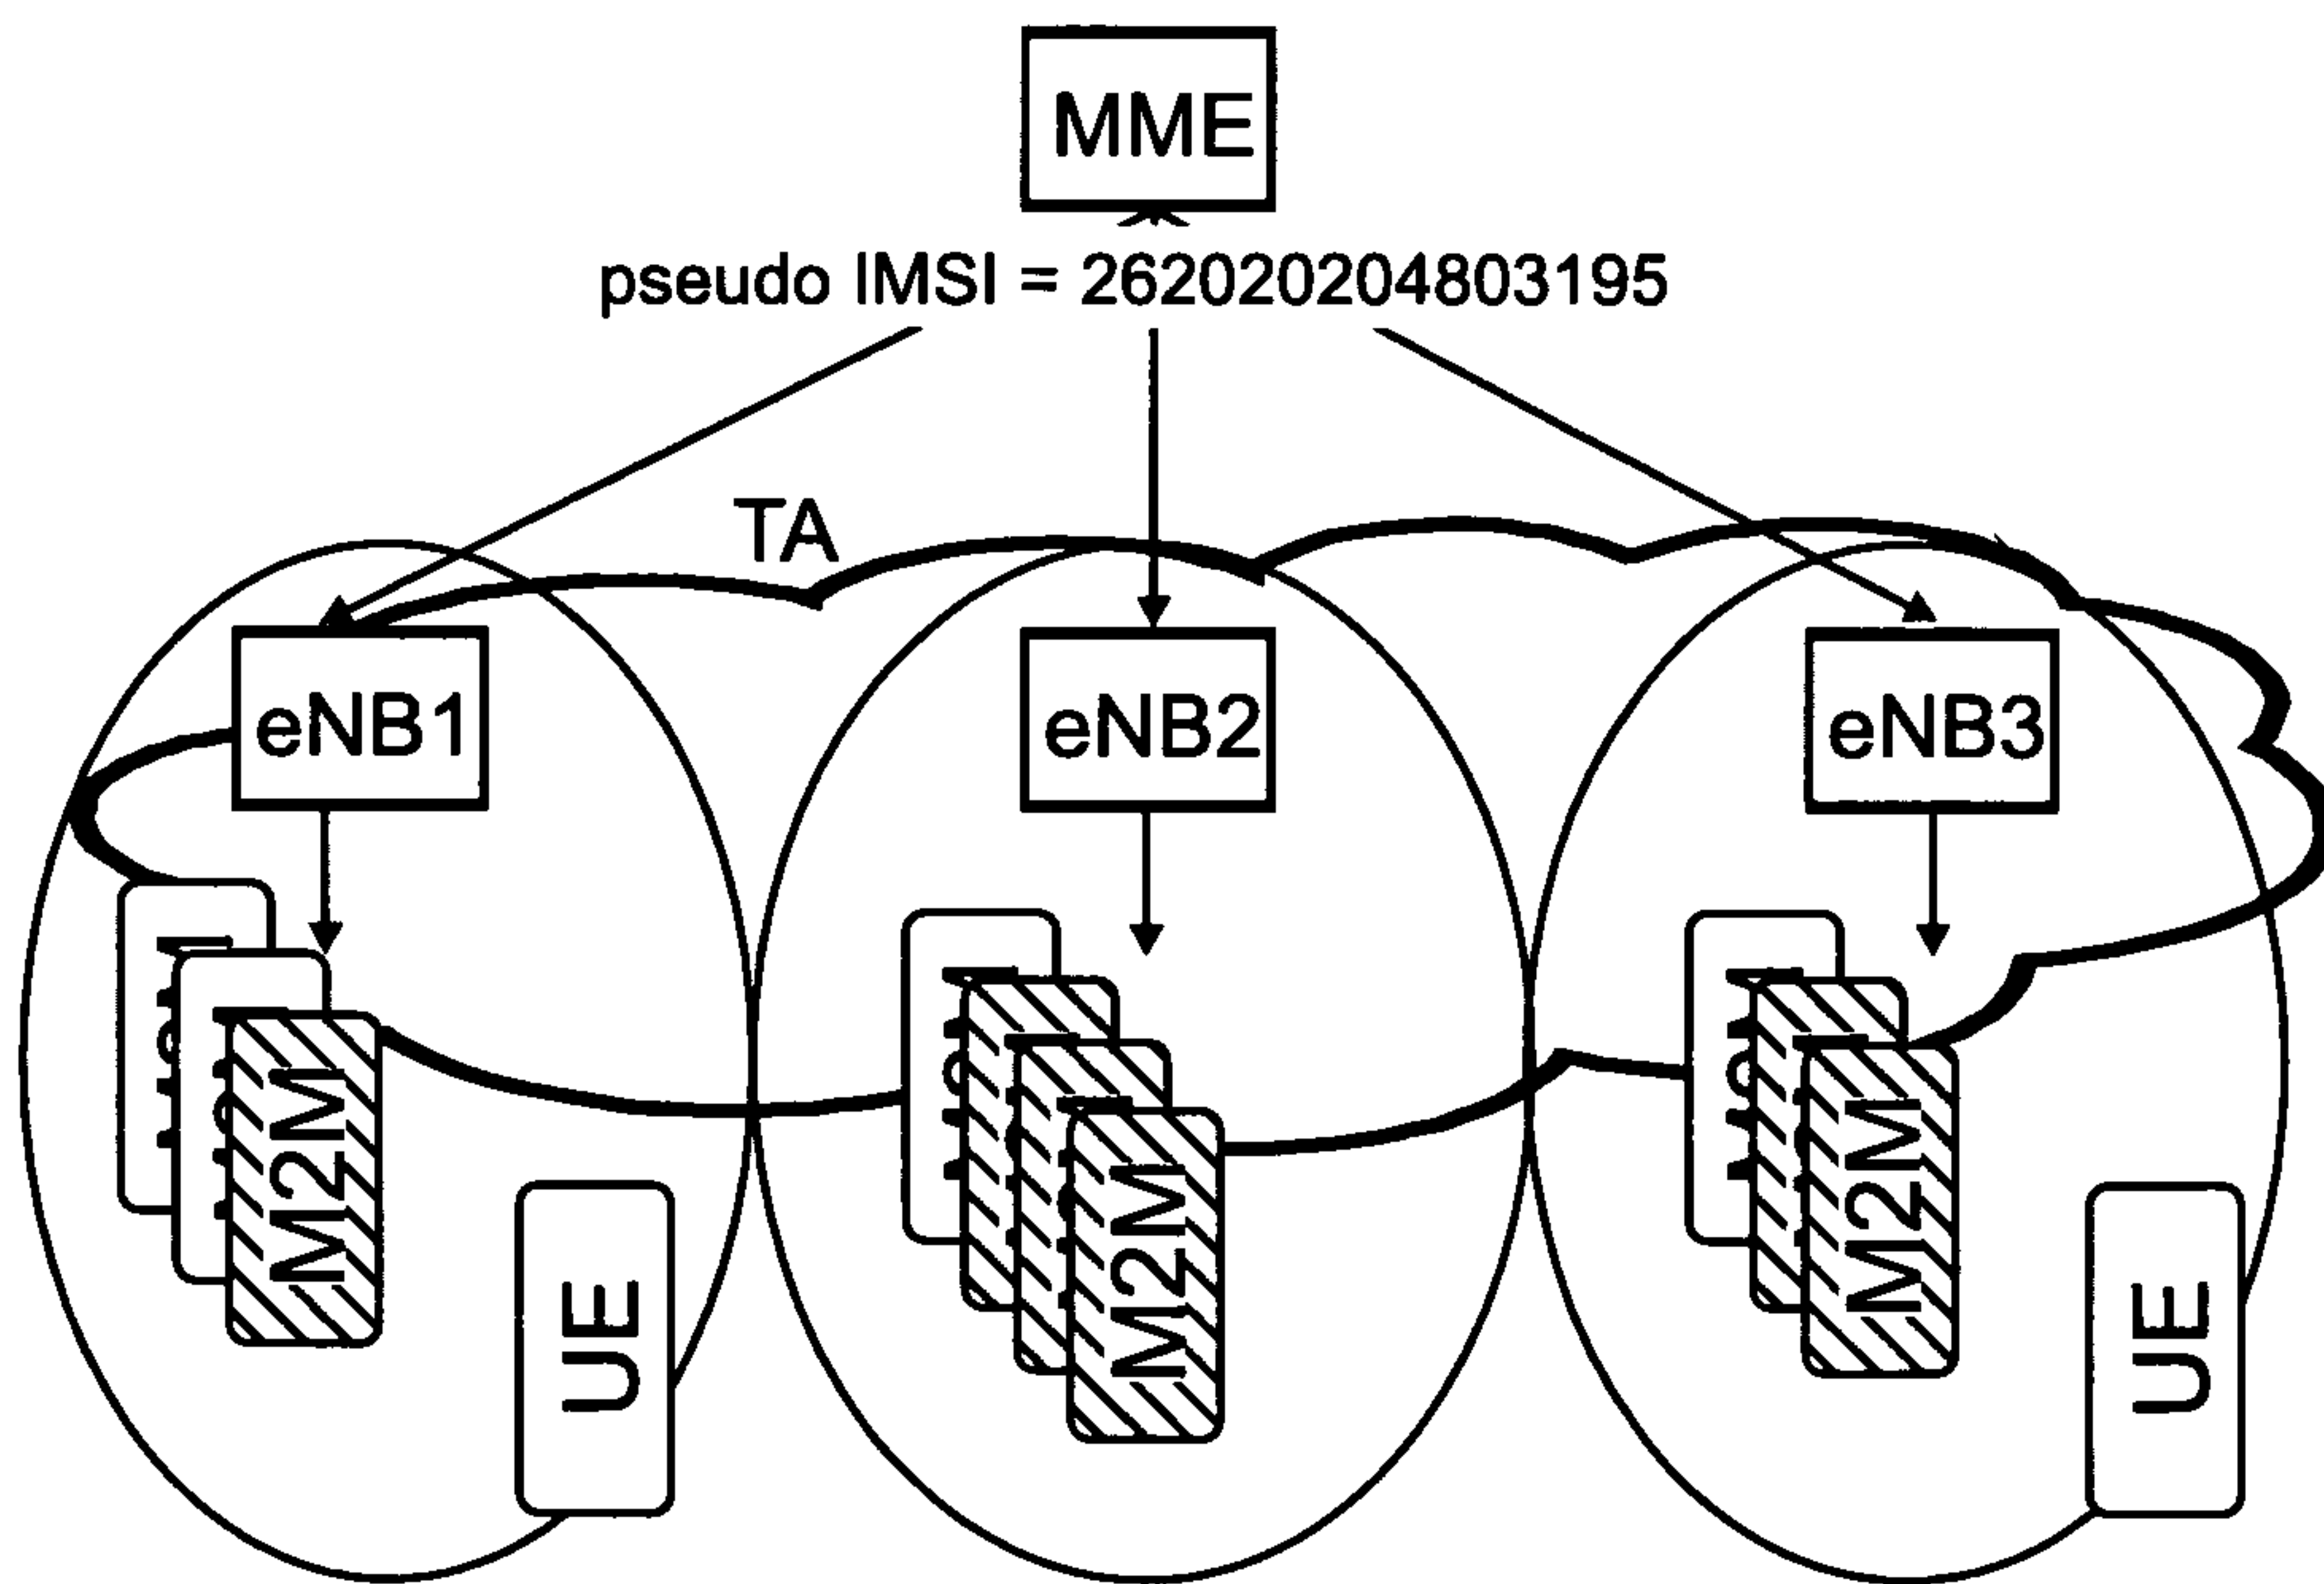 MME
pseudo IMSI = 262020204803195
TA
eNB1
eNB2
eNB3
M2M
M2M
M2M
UE
UE